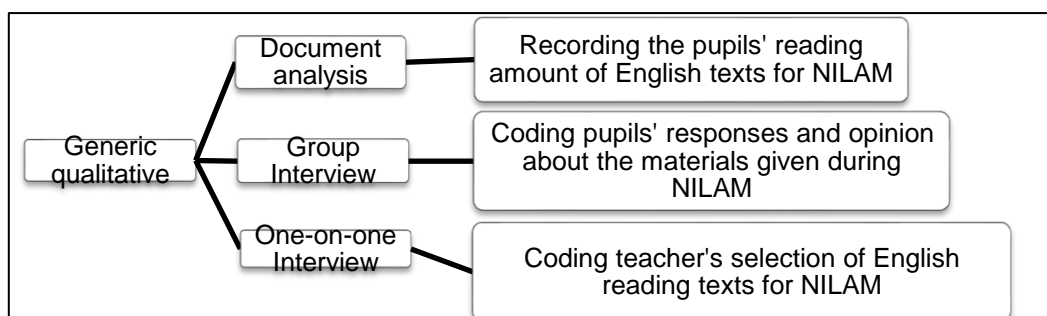 Generic
qualitative
Document
analysis
Recording the pupils' reading
amount of English texts for NILAM
Group
Interview
Coding pupils' responses and opinion
about the materials given during
NILAM
One-on-one
Interview
Coding teacher's selection of English
reading texts for NILAM